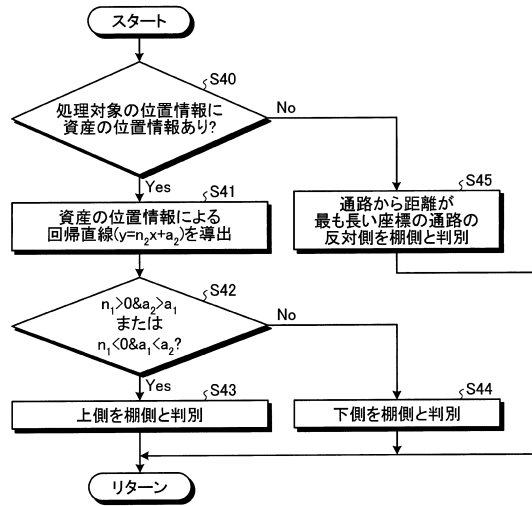 スタート
S40
処理対象の位置情報に
資産の位置情報あり?
No
Yes
S41
資産の位置情報による
回帰直線(y=n₂x+a₂)を導出
S45
通路から距離が
最も長い座標の通路の
反対側を棚側と判別
S42
n₁>0&a₂>a₁
または
n₁<0&a₁<a₂?
No
Yes
S43
上側を棚側と判別
S44
下側を棚側と判別
リターン